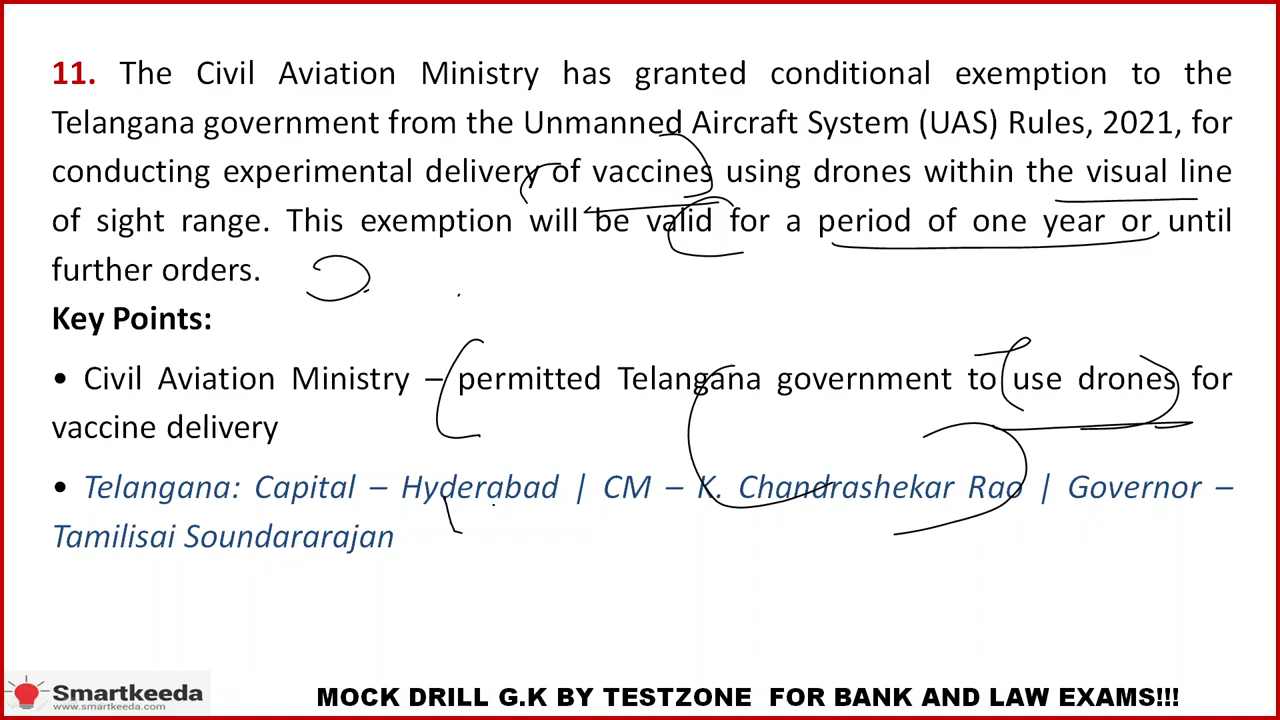 11. The Civil Aviation Ministry has granted conditional exemption to the
Telangana government from the Unmanned Aircraft System (UAS) Rules, 2021, for
conducting experimental delivery of vaccines using drones within the visual line
of sight range. This exemption will be valid for a period of one year or until
further orders.
Key Points:
• Civil Aviation Ministry – permitted Telangana government to use drones for
vaccine delivery
• Telangana: Capital – Hyderabad | CM – K. Chandrashekar Rao | Governor –
Tamilisai Soundararajan
Smartkeeda
www.smartkeeda.com
MOCK DRILL G.K BY TESTZONE FOR BANK AND LAW EXAMS!!!